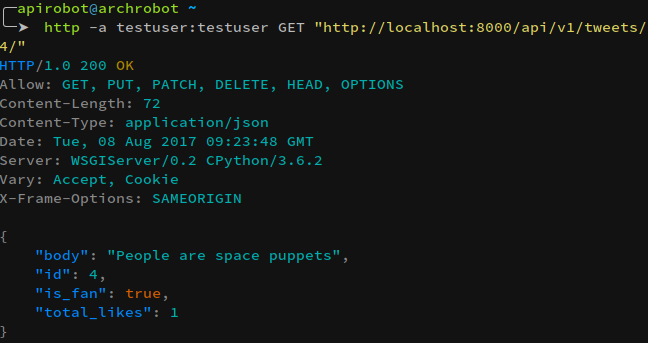 apirobot@archrobot ~
➤ http -a testuser:testuser GET "http://localhost:8000/api/v1/tweets/
4/"
HTTP/1.0 200 OK
Allow: GET, PUT, PATCH, DELETE, HEAD, OPTIONS
Content-Length: 72
Content-Type: application/json
Date: Tue, 08 Aug 2017 09:23:48 GMT
Server: WSGIServer/0.2 CPython/3.6.2
Vary: Accept, Cookie
X-Frame-Options: SAMEORIGIN
{
"body": "People are space puppets",
"id": 4,
"is_fan": true,
"total_likes": 1
}